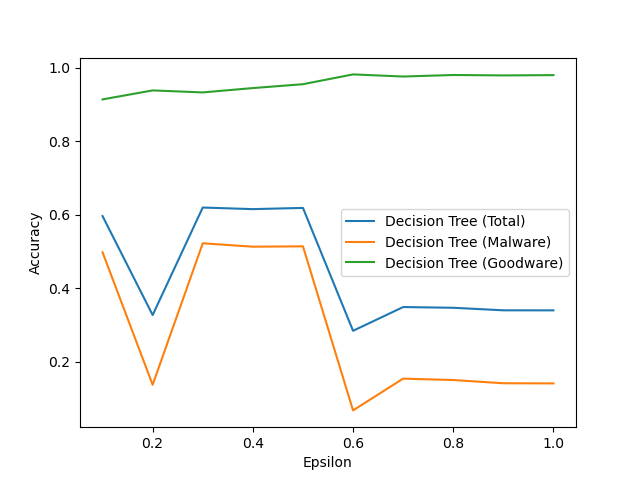 1.0
0.8
0.6
0.4
0.2
Accuracy
Decision Tree (Total)
Decision Tree (Malware)
Decision Tree (Goodware)
0.2 0.4 0.6 0.8 1.0
Epsilon